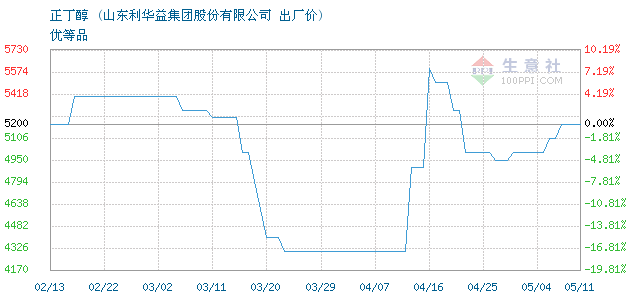 正丁醇 (山东利华益集团股份有限公司 出厂价)
优等品
5730 10.19%
5574 7.19%
5418 4.19%
5200 0.00%
5106 -1.81%
4950 -4.81%
4794 -7.81%
4638 -10.81%
4482 -13.81%
4326 -16.81%
4170 -19.81%
生意社
100PPI.COM
02/13 02/22 03/02 03/11 03/20 03/29 04/07 04/16 04/25 05/04 05/11